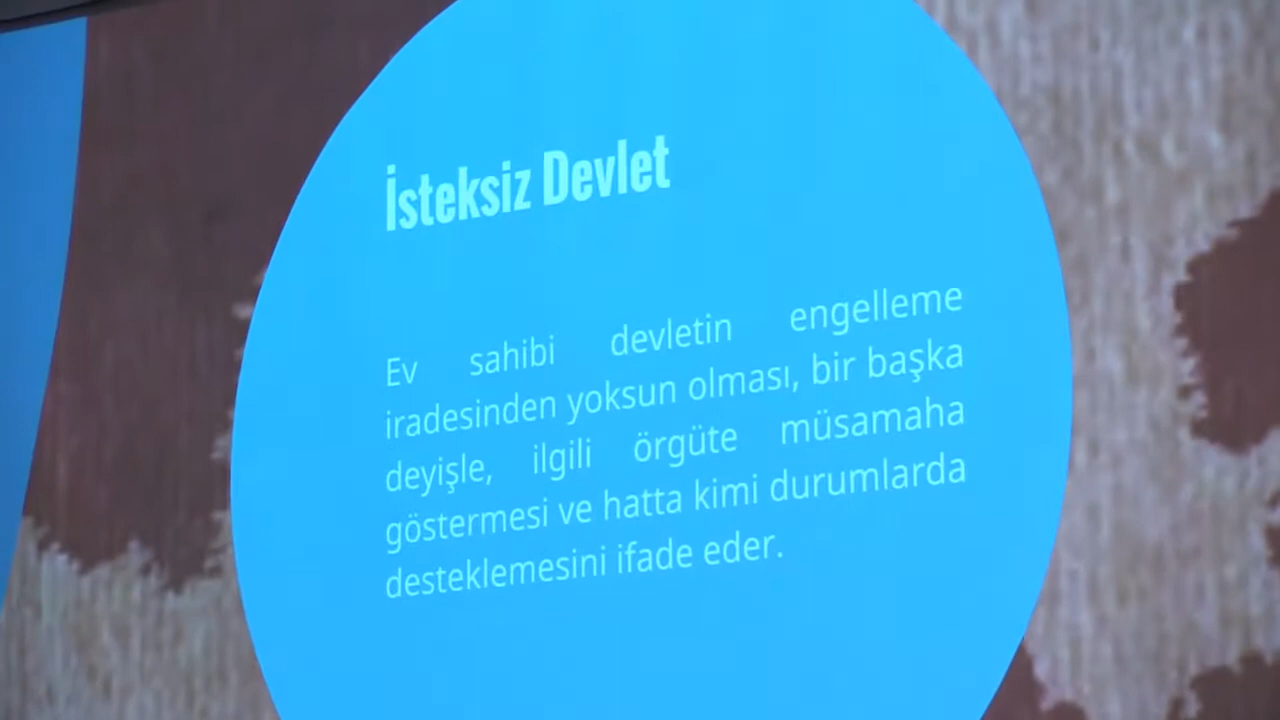 İsteksiz Devlet
Ev sahibi devletin engelleme
iradesinden yoksun olması, bir başka
deyişle, ilgili örgüte müsamaha
göstermesi ve hatta kimi durumlarda
desteklemesini ifade eder.